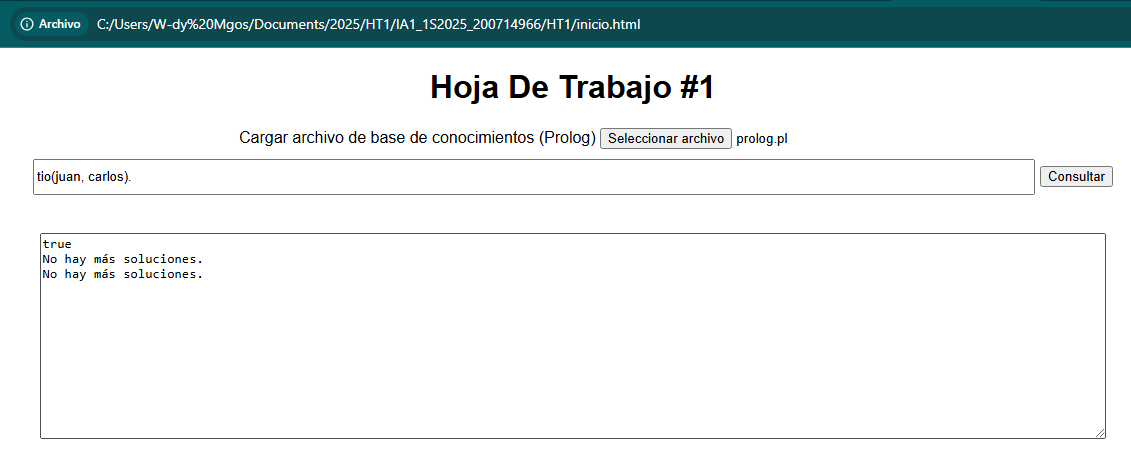 Archivo C:/Users/W-dy%20Mgos/Documents/2025/HT1/IA1_1S2025_200714966/HT1/inicio.html
Hoja De Trabajo #1
Cargar archivo de base de conocimientos (Prolog) Seleccionar archivo prolog.pl
tio(juan, carlos). Consultar
true
No hay más soluciones.
No hay más soluciones.